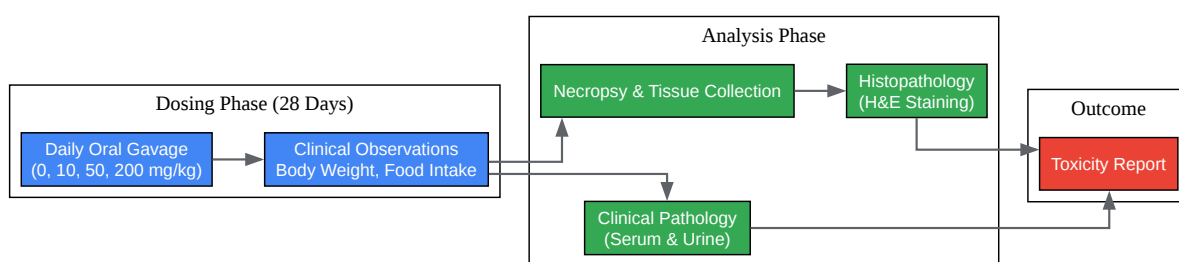 Analysis Phase
Necropsy & Tissue Collection
Histopathology
(H&E Staining)
Dosing Phase (28 Days)
Outcome
Daily Oral Gavage
(0, 10, 50, 200 mg/kg)
Clinical Observations
Body Weight, Food Intake
Toxicity Report
Clinical Pathology
(Serum & Urine)